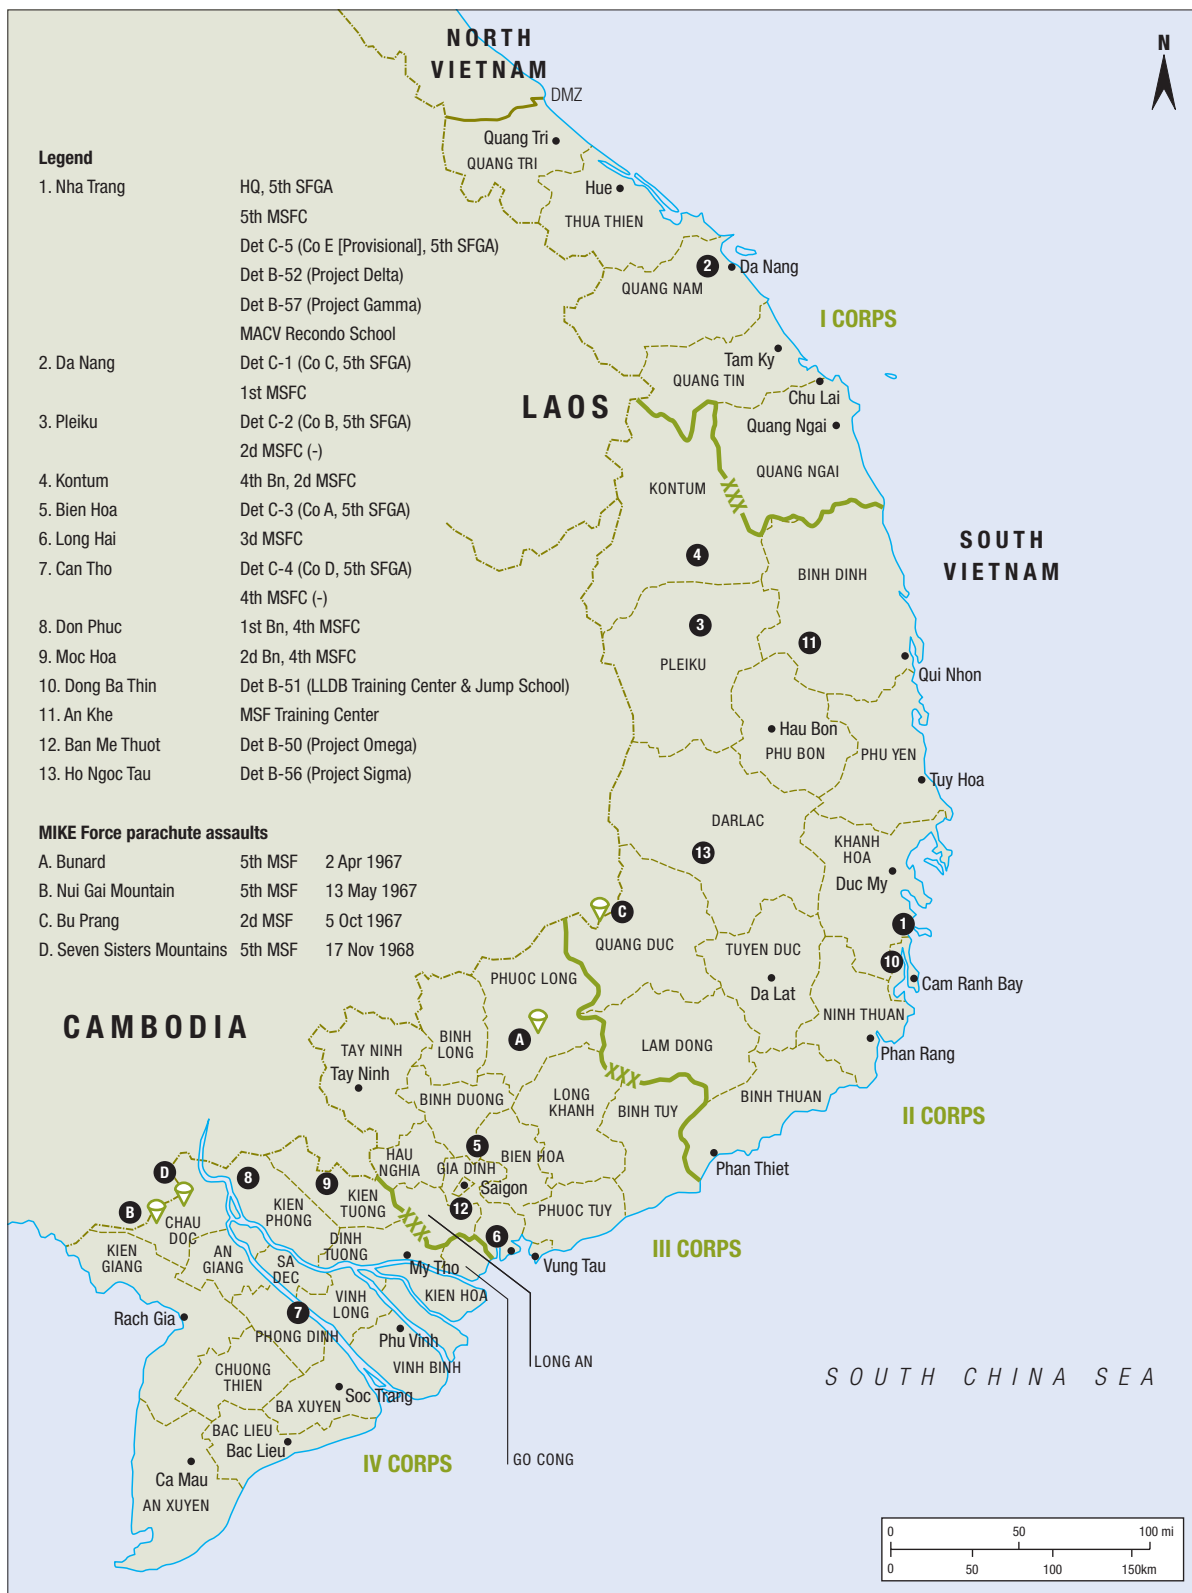 NORTH
VIETNAM
N
DMZ
Quang Tri
QUANG TRI
Hue
THUA THIEN
2
Da Nang
QUANG NAM
I CORPS
Tam Ky
QUANG TIN
Chu Lai
LAOS
Quang Ngai
QUANG NGAI
KONTUM
XXX
SOUTH
VIETNAM
4
BINH DINH
3
11
PLEIKU
Qui Nhon
Hau Bon
PHU BON
PHU YEN
Tuy Hoa
DARLAC
KHANH
HOA
13
Duc My
C
1
QUANG DUC
TUYEN DUC
10
PHUOC LONG
Da Lat
Cam Ranh Bay
CAMBODIA
NINH THUAN
A
BINH
LONG
LAM DONG
Phan Rang
TAY NINH
Tay Ninh
XXX
BINH DUONG
LONG
KHANH
BINH TUY
BINH THUAN
II CORPS
5
HAU
NGHIA
BIEN HOA
GIA DINH
Phan Thiet
D
8
9
Saigon
KIEN
PHONG
KIEN
TUONG
B
12
PHUOC TUY
CHAU
DOC
XXX
6
III CORPS
KIEN
GIANG
AN
GIANG
SA
DEC
DINH
TUONG
My Tho
Vung Tau
KIEN HOA
VINH
LONG
7
Rach Gia
PHONG DINH
Phu Vinh
LONG AN
VINH BINH
CHUONG
THIEN
SOUTH CHINA SEA
Soc Trang
BA XUYEN
BAC LIEU
Bac Lieu
IV CORPS
GO CONG
Ca Mau
AN XUYEN
Legend
1. Nha Trang HQ, 5th SFGA
5th MSFC
Det C-5 (Co E [Provisional], 5th SFGA)
Det B-52 (Project Delta)
Det B-57 (Project Gamma)
MACV Recondo School
2. Da Nang Det C-1 (Co C, 5th SFGA)
1st MSFC
3. Pleiku Det C-2 (Co B, 5th SFGA)
2d MSFC (-)
4. Kontum 4th Bn, 2d MSFC
5. Bien Hoa Det C-3 (Co A, 5th SFGA)
6. Long Hai 3d MSFC
7. Can Tho Det C-4 (Co D, 5th SFGA)
4th MSFC (-)
8. Don Phuc 1st Bn, 4th MSFC
9. Moc Hoa 2d Bn, 4th MSFC
10. Dong Ba Thin Det B-51 (LLDB Training Center & Jump School)
11. An Khe MSF Training Center
12. Ban Me Thuot Det B-50 (Project Omega)
13. Ho Ngoc Tau Det B-56 (Project Sigma)
MIKE Force parachute assaults
A. Bunard 5th MSF 2 Apr 1967
B. Nui Gai Mountain 5th MSF 13 May 1967
C. Bu Prang 2d MSF 5 Oct 1967
D. Seven Sisters Mountains 5th MSF 17 Nov 1968
0 50 100 mi
0 50 100 150km